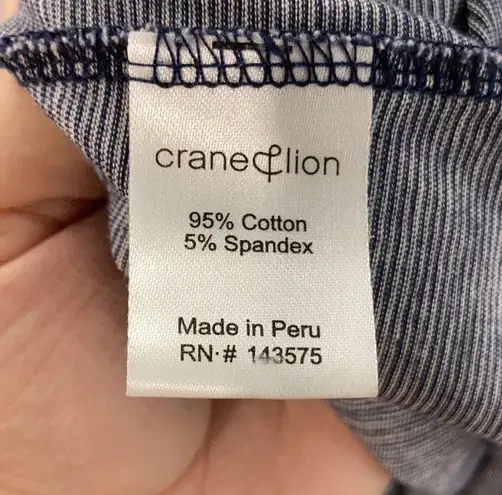 crane&lion
95% Cotton
5% Spandex
Made in Peru
RN·# 143575